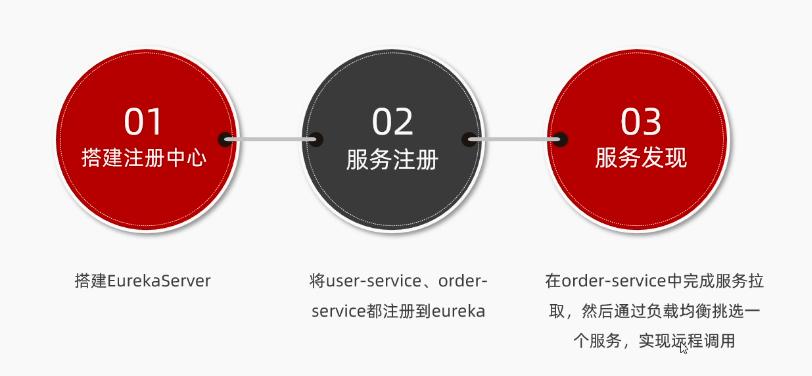 01
搭建注册中心
02
服务注册
03
服务发现
搭建EurekaServer
将user-service、order-
service都注册到eureka
在order-service中完成服务拉
取，然后通过负载均衡挑选一
个服务，实现远程调用